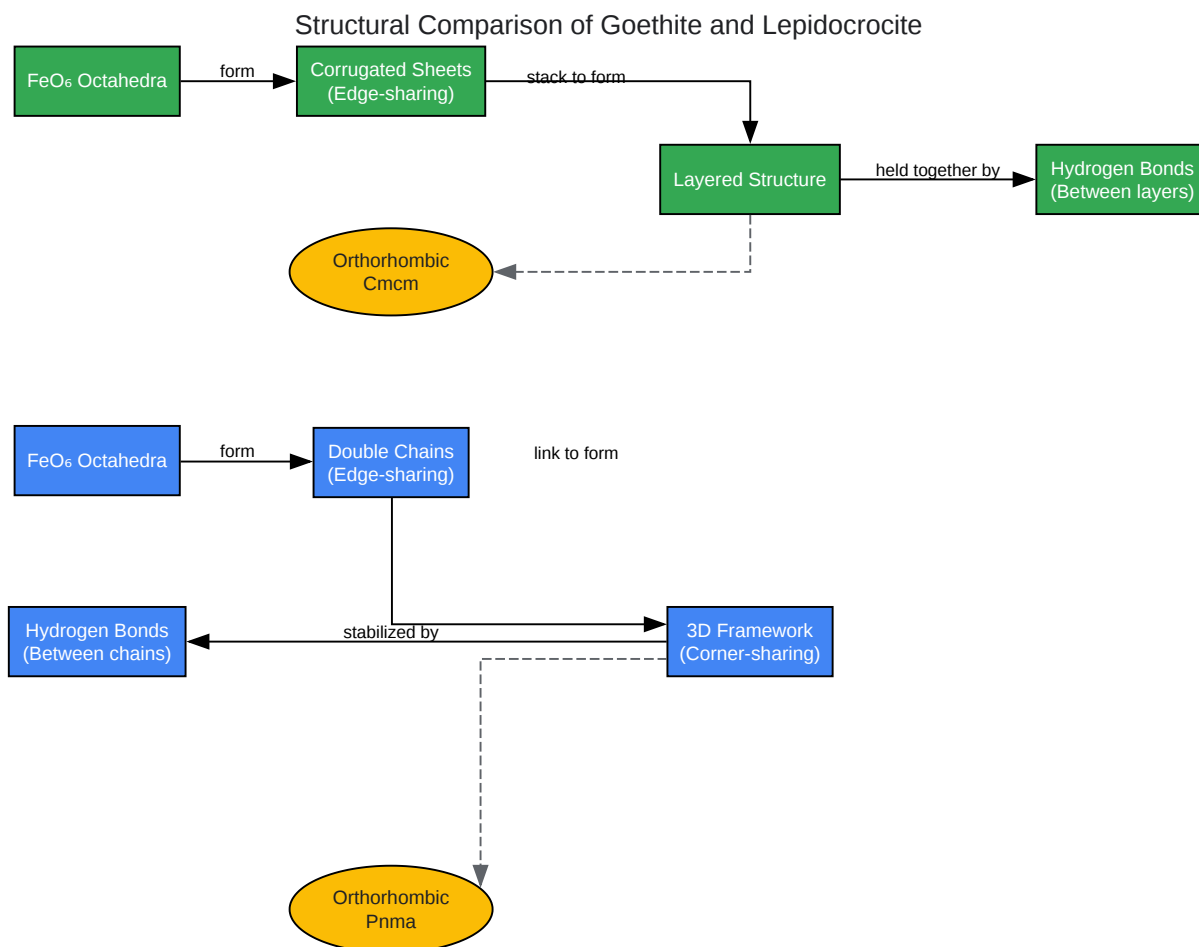 Structural Comparison of Goethite and Lepidocrocite
FeO₆ Octahedra
form
Corrugated Sheets
(Edge-sharing)
stack to form
Layered Structure
held together by
Hydrogen Bonds
(Between layers)
Orthorhombic
Cmcm
FeO₆ Octahedra
form
Double Chains
(Edge-sharing)
link to form
Hydrogen Bonds
(Between chains)
stabilized by
3D Framework
(Corner-sharing)
Orthorhombic
Pnma